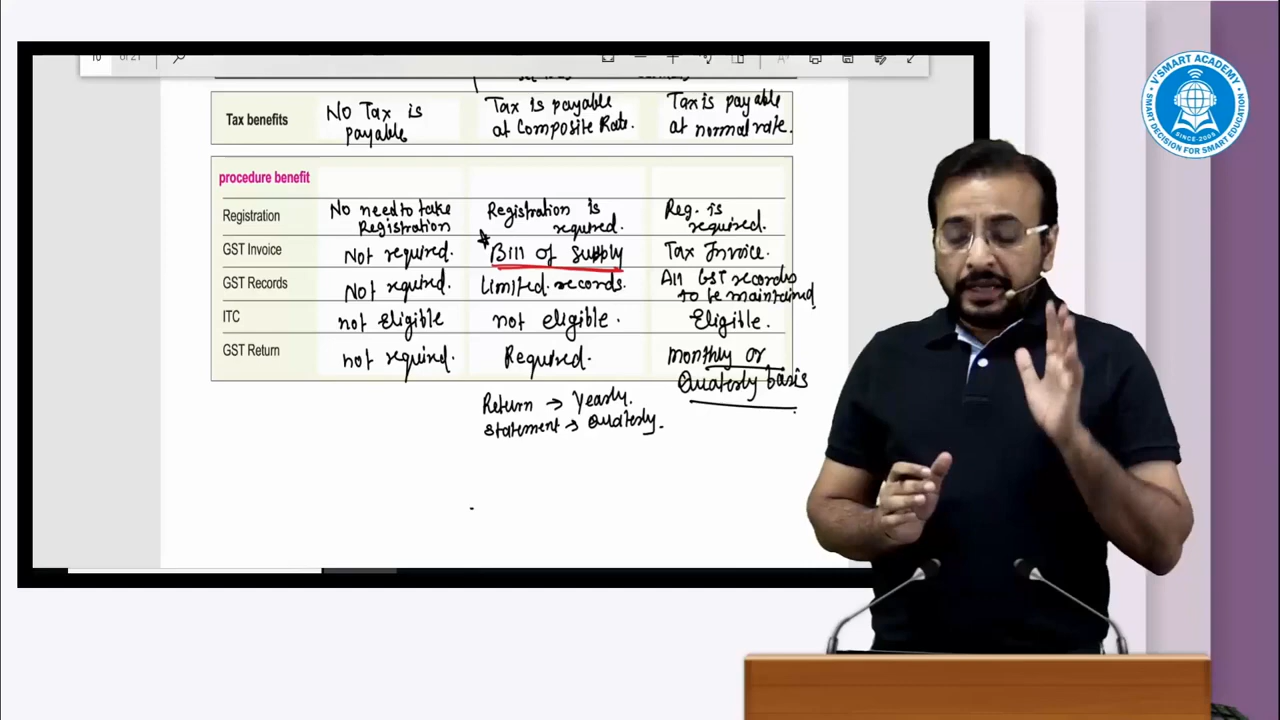 of 21
Tax benefits
No Tax is
payable
Tax is payable
at Composite Rate.
Tax is payable
at normal rate.
procedure benefit
Registration
No need to take
Registration
Registration is
required.
Reg. is
required.
GST Invoice
Not required.
Bill of supply
Tax Invoice.
GST Records
Not required.
Limited records.
All GST records
to be maintained
ITC
not Eligible
not eligible.
Eligible.
GST Return
not required.
Required.
monthly or
Quaterly basis
Return → Yearly.
statement → Quaterly.
V'SMART ACADEMY
SINCE-2009
SMART DECISION FOR SMART EDUCATION